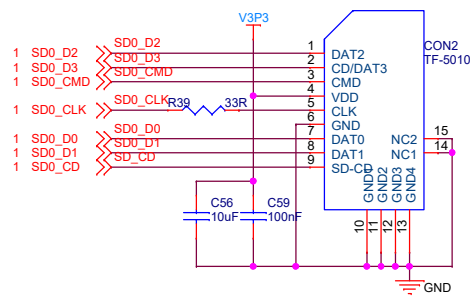 V3P3
CON2
TF-5010
1 SD0_D2 SD0_D2 1 DAT2
1 SD0_D3 SD0_D3 2 CD/DAT3
1 SD0_CMD SD0_CMD 3 CMD
4 VDD
1 SD0_CLK SD0_CLK R39 33R 5 CLK
6 GND
1 SD0_D0 SD0_D0 7 DAT0 NC2 15
1 SD0_D1 SD0_D1 8 DAT1 NC1 14
1 SD0_CD SD_CD 9 SD-CD
GND1 GND2 GND3 GND4
10 11 12 13
C56 C59
10uF 100nF
GND